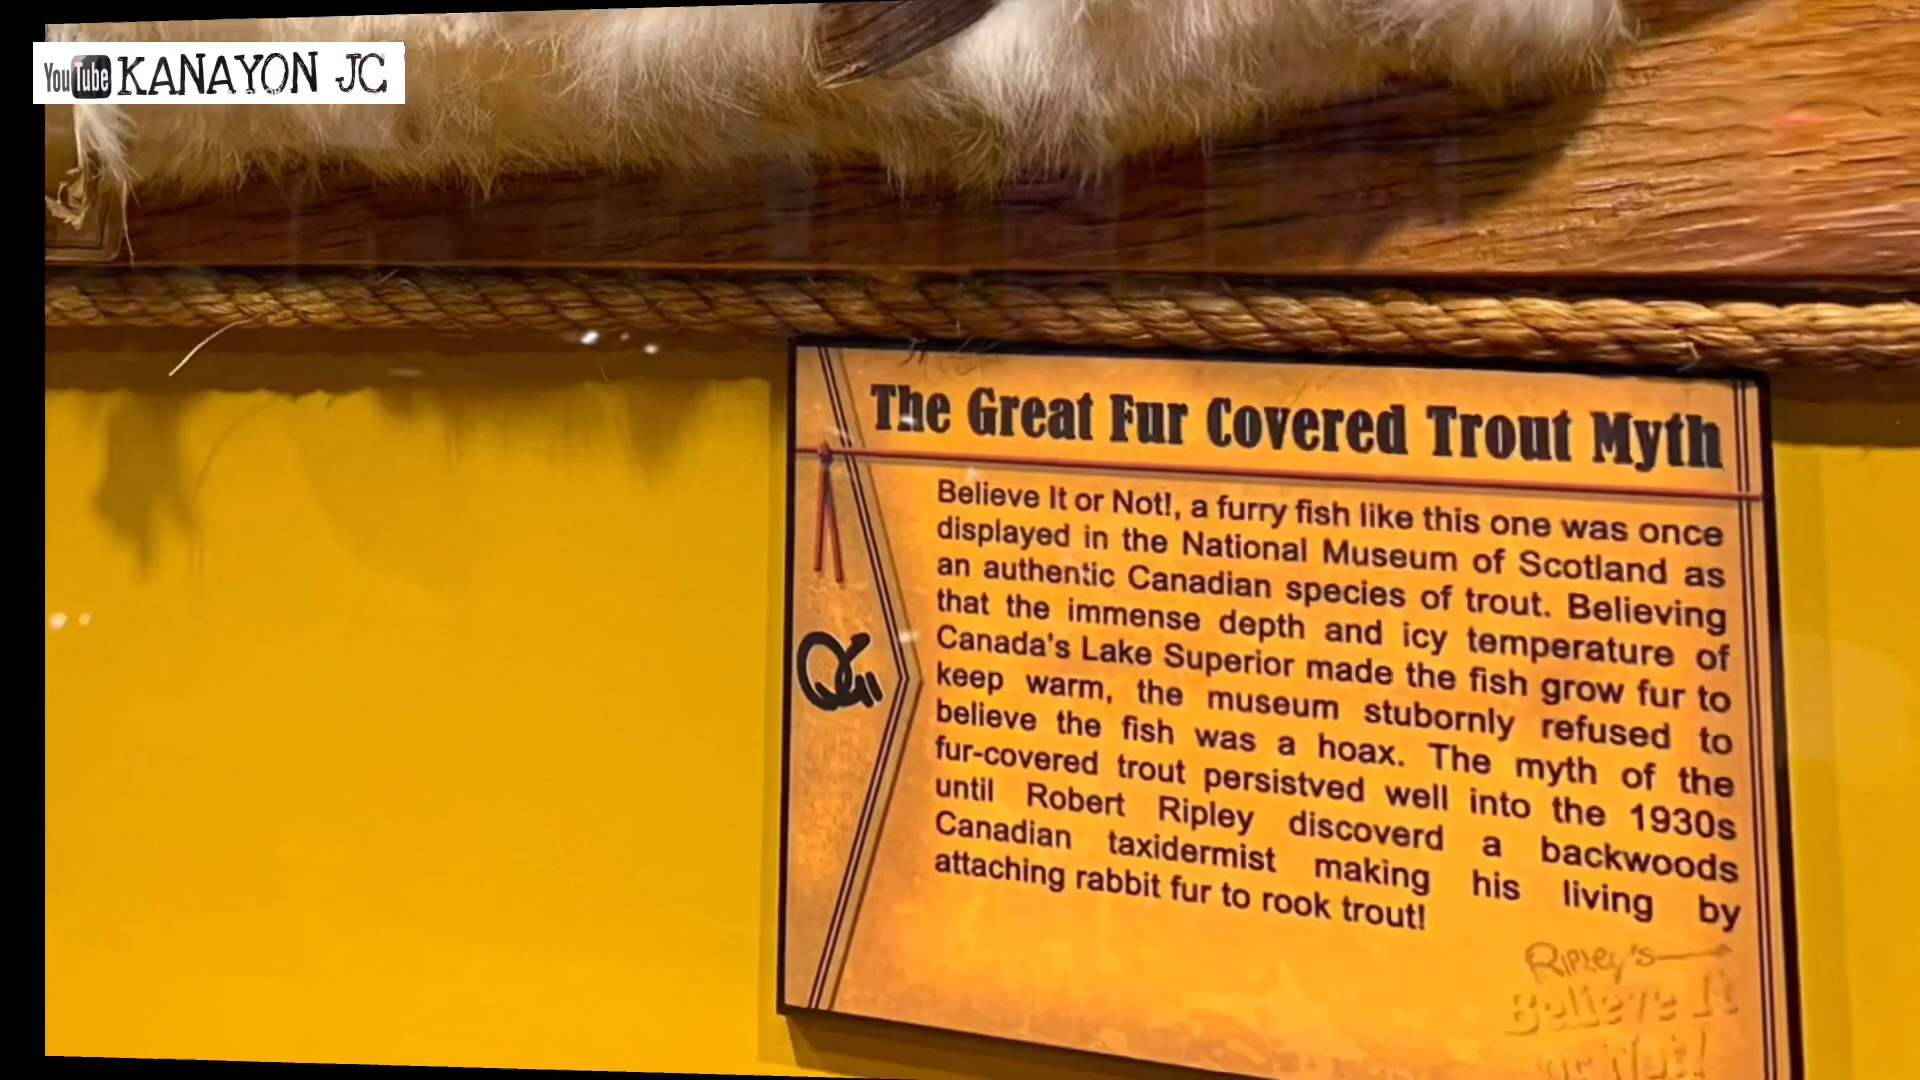 YouTube KANAYON JC
The Great Fur Covered Trout Myth
Believe It or Not!, a furry fish like this one was once
displayed in the National Museum of Scotland as
an authentic Canadian species of trout. Believing
that the immense depth and icy temperature of
Canada's Lake Superior made the fish grow fur to
keep warm, the museum stubornly refused to
believe the fish was a hoax. The myth of the
fur-covered trout persistved well into the 1930s
until Robert Ripley discoverd a backwoods
Canadian taxidermist making his living by
attaching rabbit fur to rook trout!
Ripley's
Believe It
or Not!